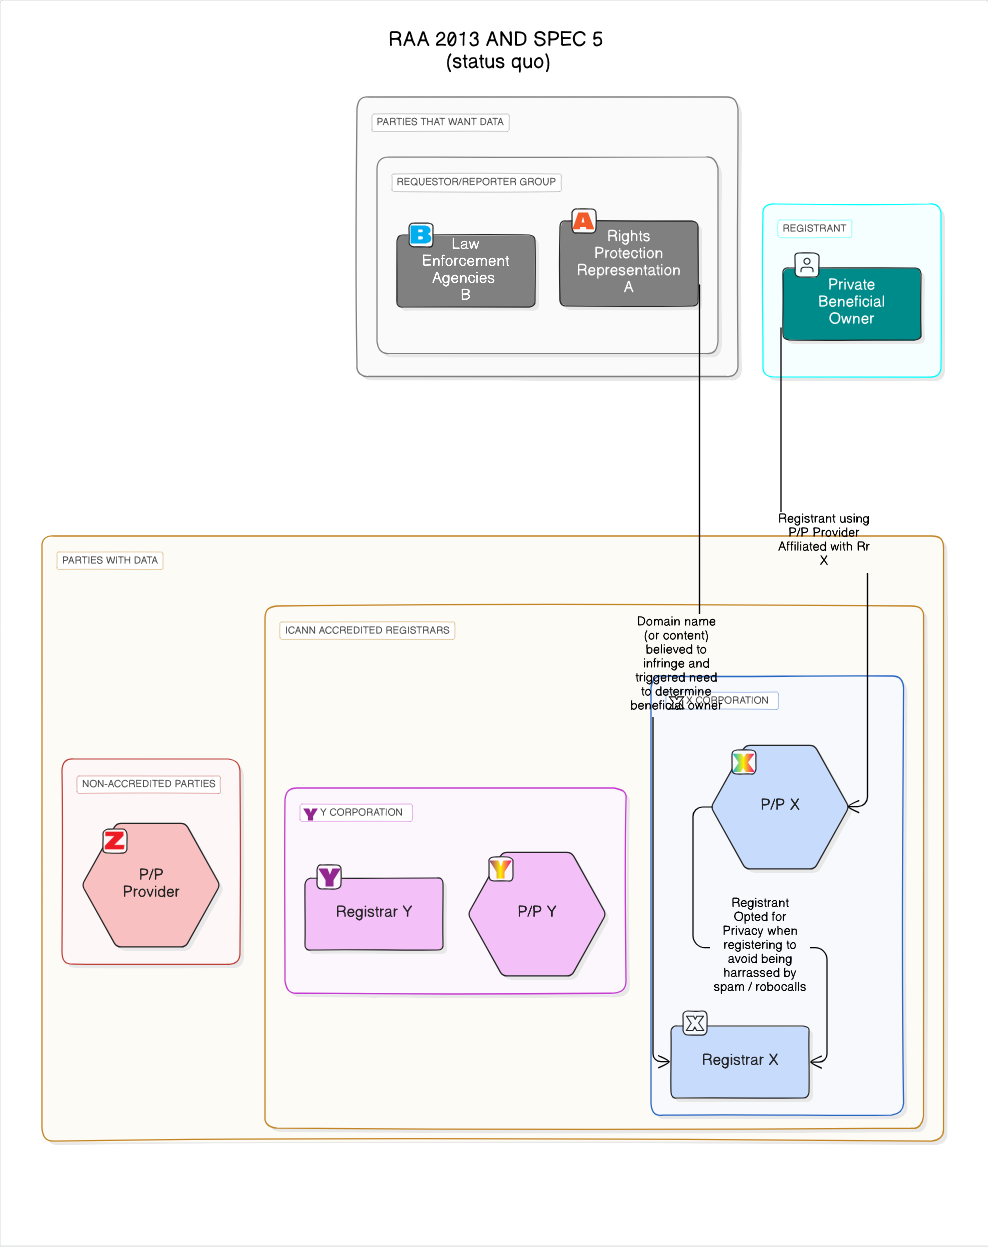 RAA 2013 AND SPEC 5
(status quo)
PARTIES THAT WANT DATA
REQUESTOR/REPORTER GROUP
B
Law
Enforcement
Agencies
B
A
Rights
Protection
Representation
A
REGISTRANT
Private
Beneficial
Owner
Registrant using
P/P Provider
Affiliated with Rr
X
PARTIES WITH DATA
ICANN ACCREDITED REGISTRARS
Domain name
(or content)
believed to
infringe and
triggered need
to determine
beneficial owner
X X CORPORATION
X
P/P X
NON-ACCREDITED PARTIES
Z
P/P
Provider
Y Y CORPORATION
Y
Registrar Y
Y
P/P Y
Registrant
Opted for
Privacy when
registering to
avoid being
harrassed by
spam / robocalls
X
Registrar X